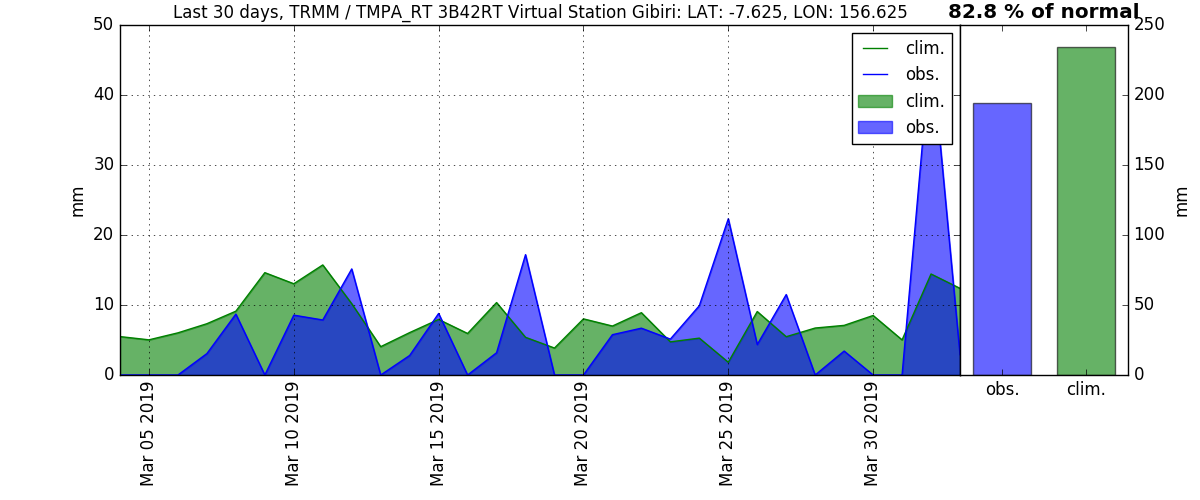 Last 30 days, TRMM / TMPA_RT 3B42RT Virtual Station Gibiri: LAT: -7.625, LON: 156.625
82.8 % of normal
clim.
obs.
clim.
obs.
mm
50
40
30
20
10
0
Mar 05 2019
Mar 10 2019
Mar 15 2019
Mar 20 2019
Mar 25 2019
Mar 30 2019
obs.
clim.
250
200
150
100
50
0
mm